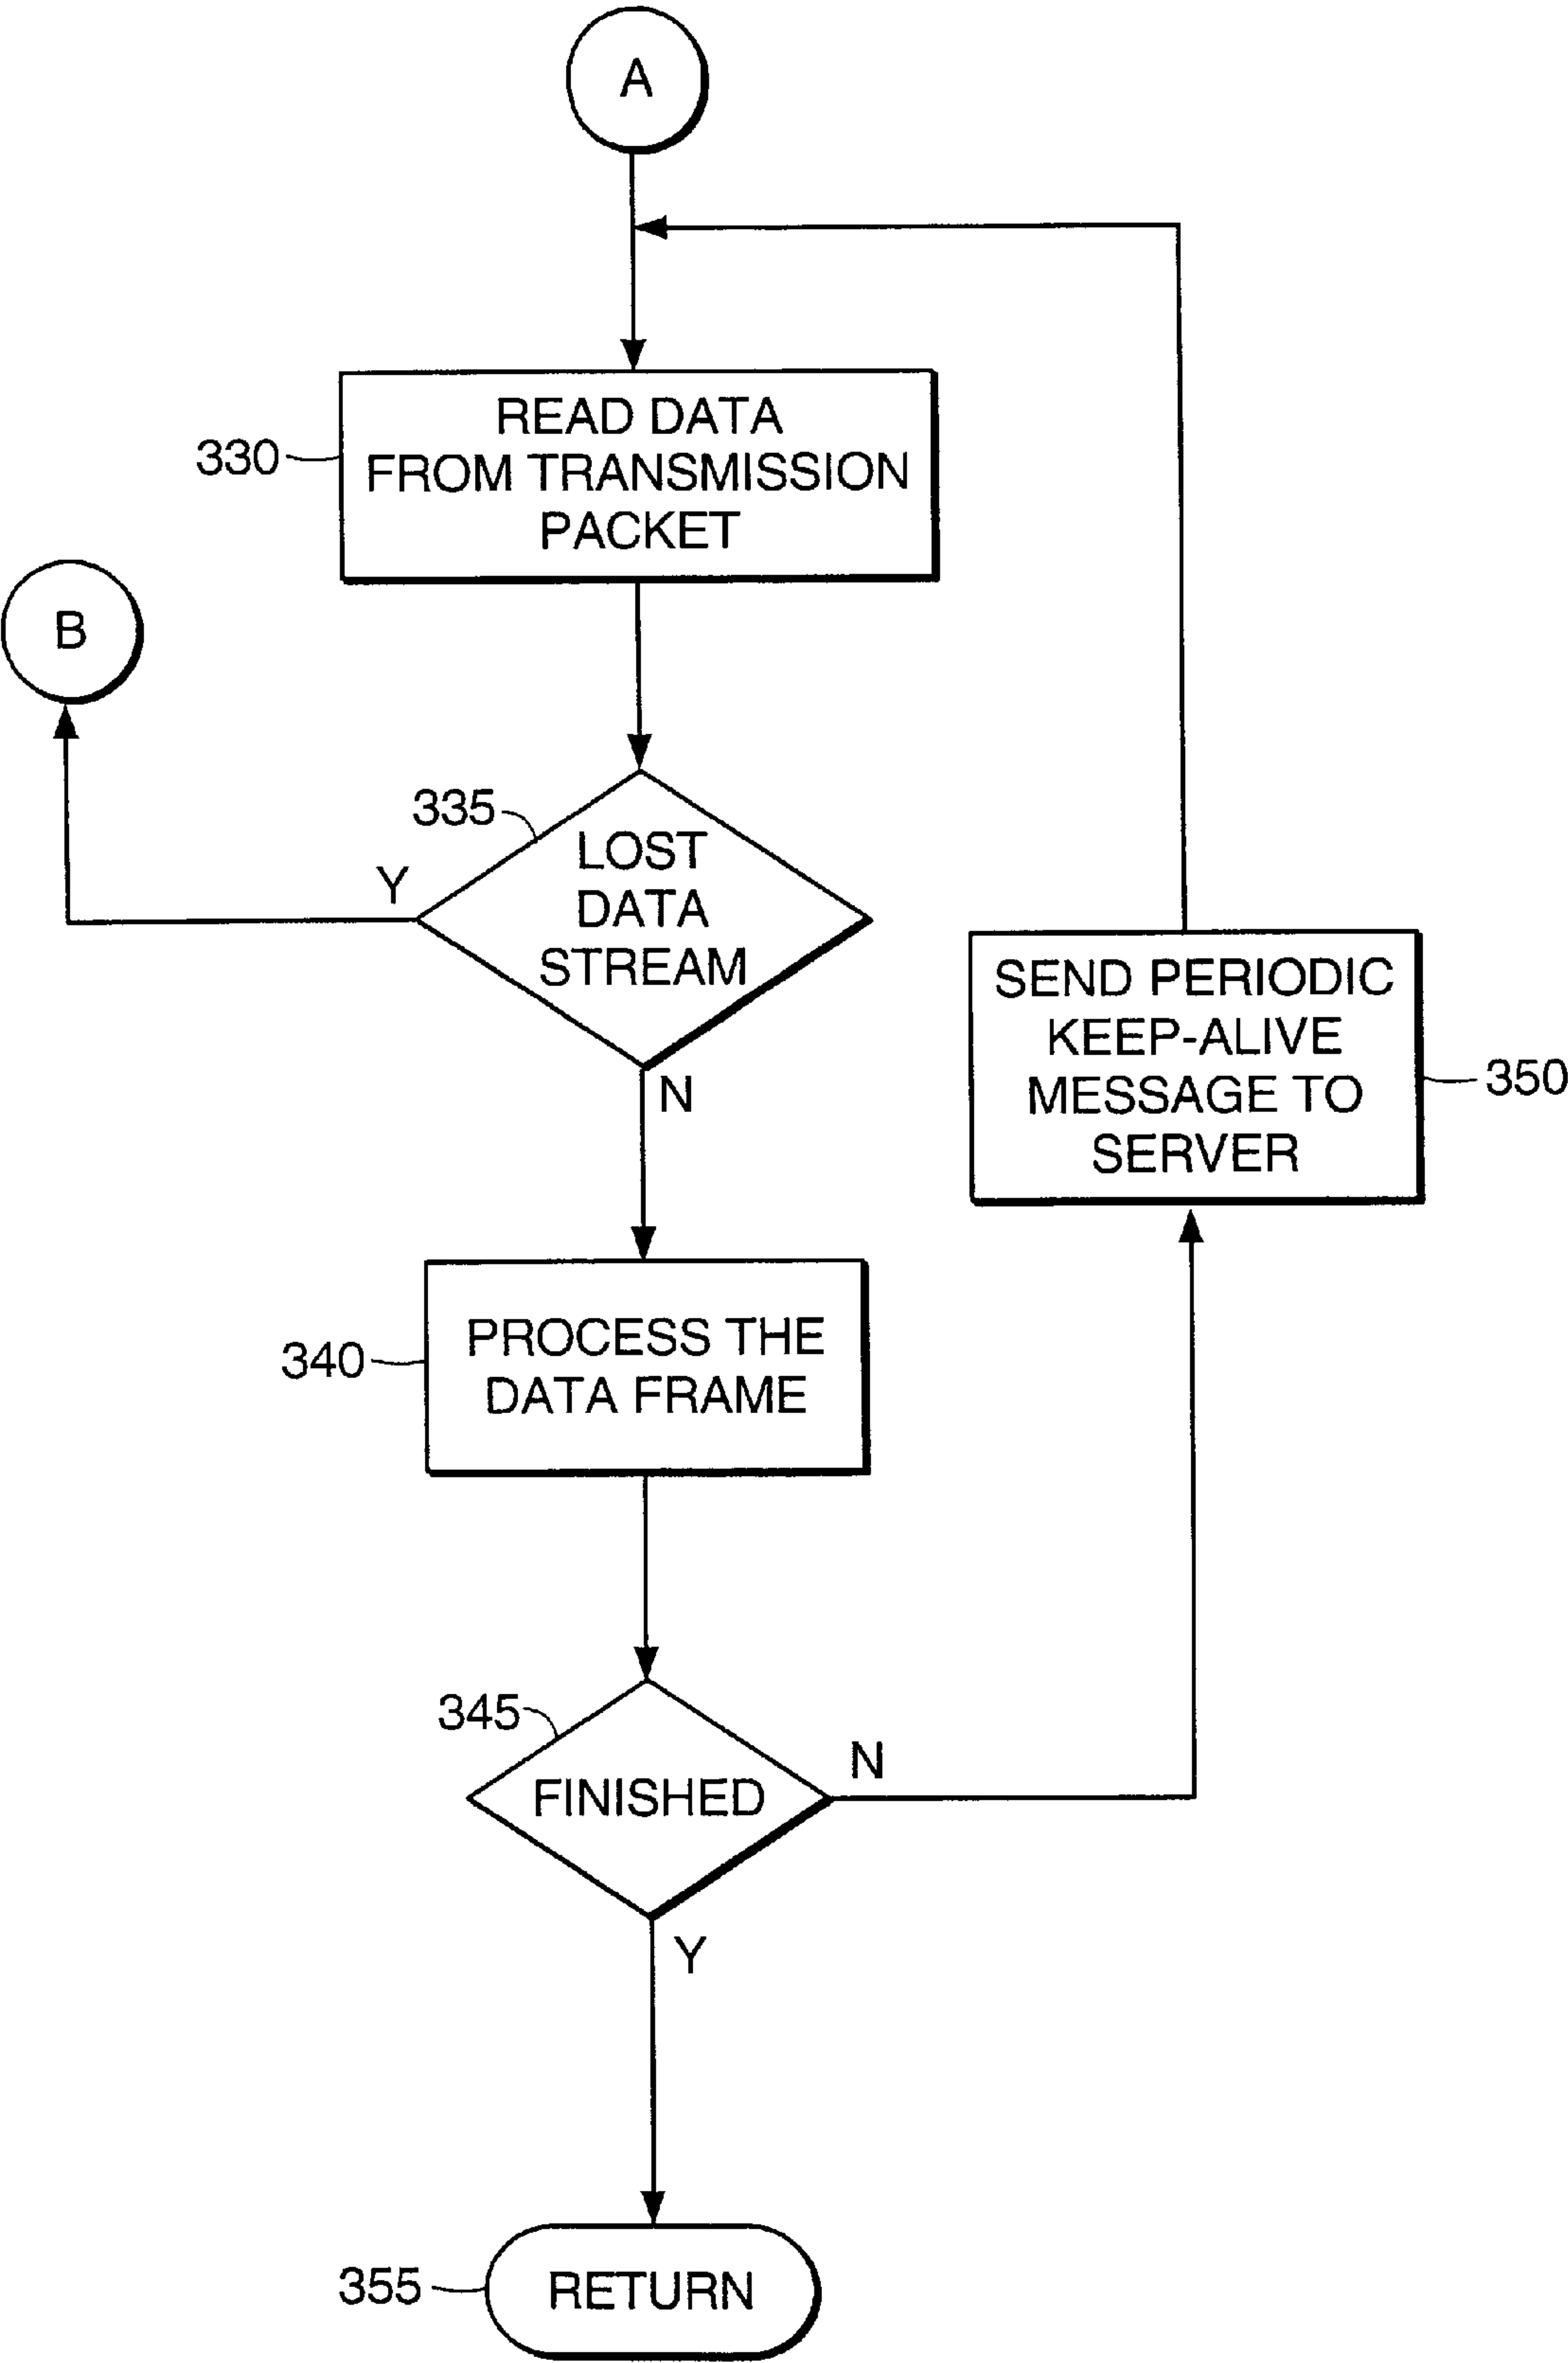 A
330
READ DATA
FROM TRANSMISSION
PACKET
B
335
Y
LOST
DATA
STREAM
N
SEND PERIODIC
KEEP-ALIVE
MESSAGE TO
SERVER
350
340
PROCESS THE
DATA FRAME
345
FINISHED
N
Y
355
RETURN